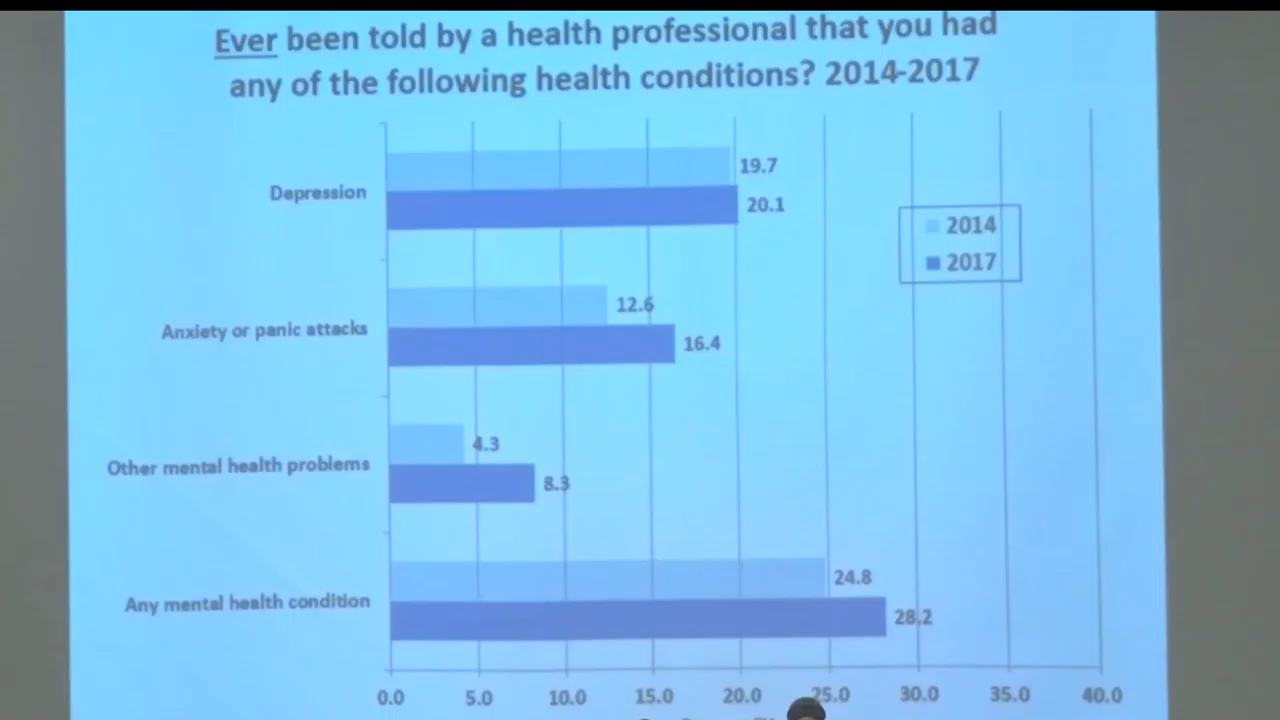 Ever been told by a health professional that you had
any of the following health conditions? 2014-2017
Depression
19.7
20.1
2014
2017
Anxiety or panic attacks
12.6
16.4
Other mental health problems
4.3
8.3
Any mental health condition
24.8
28.2
0.0 5.0 10.0 15.0 20.0 25.0 30.0 35.0 40.0